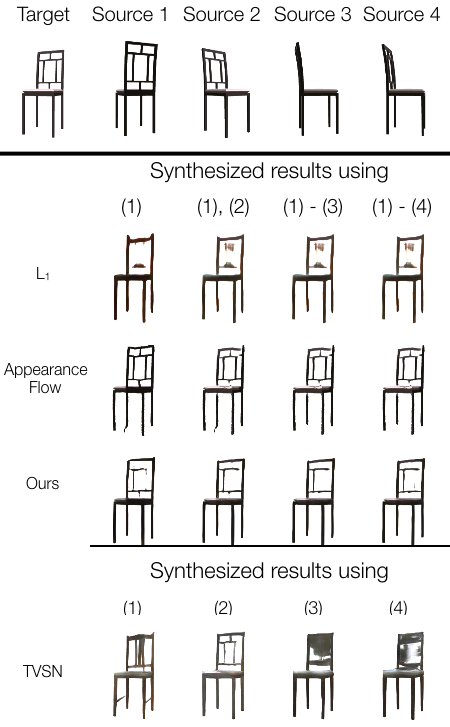 Target Source 1 Source 2 Source 3 Source 4
Synthesized results using
(1) (1), (2) (1) - (3) (1) - (4)
L₁
Appearance
Flow
Ours
Synthesized results using
(1) (2) (3) (4)
TVSN